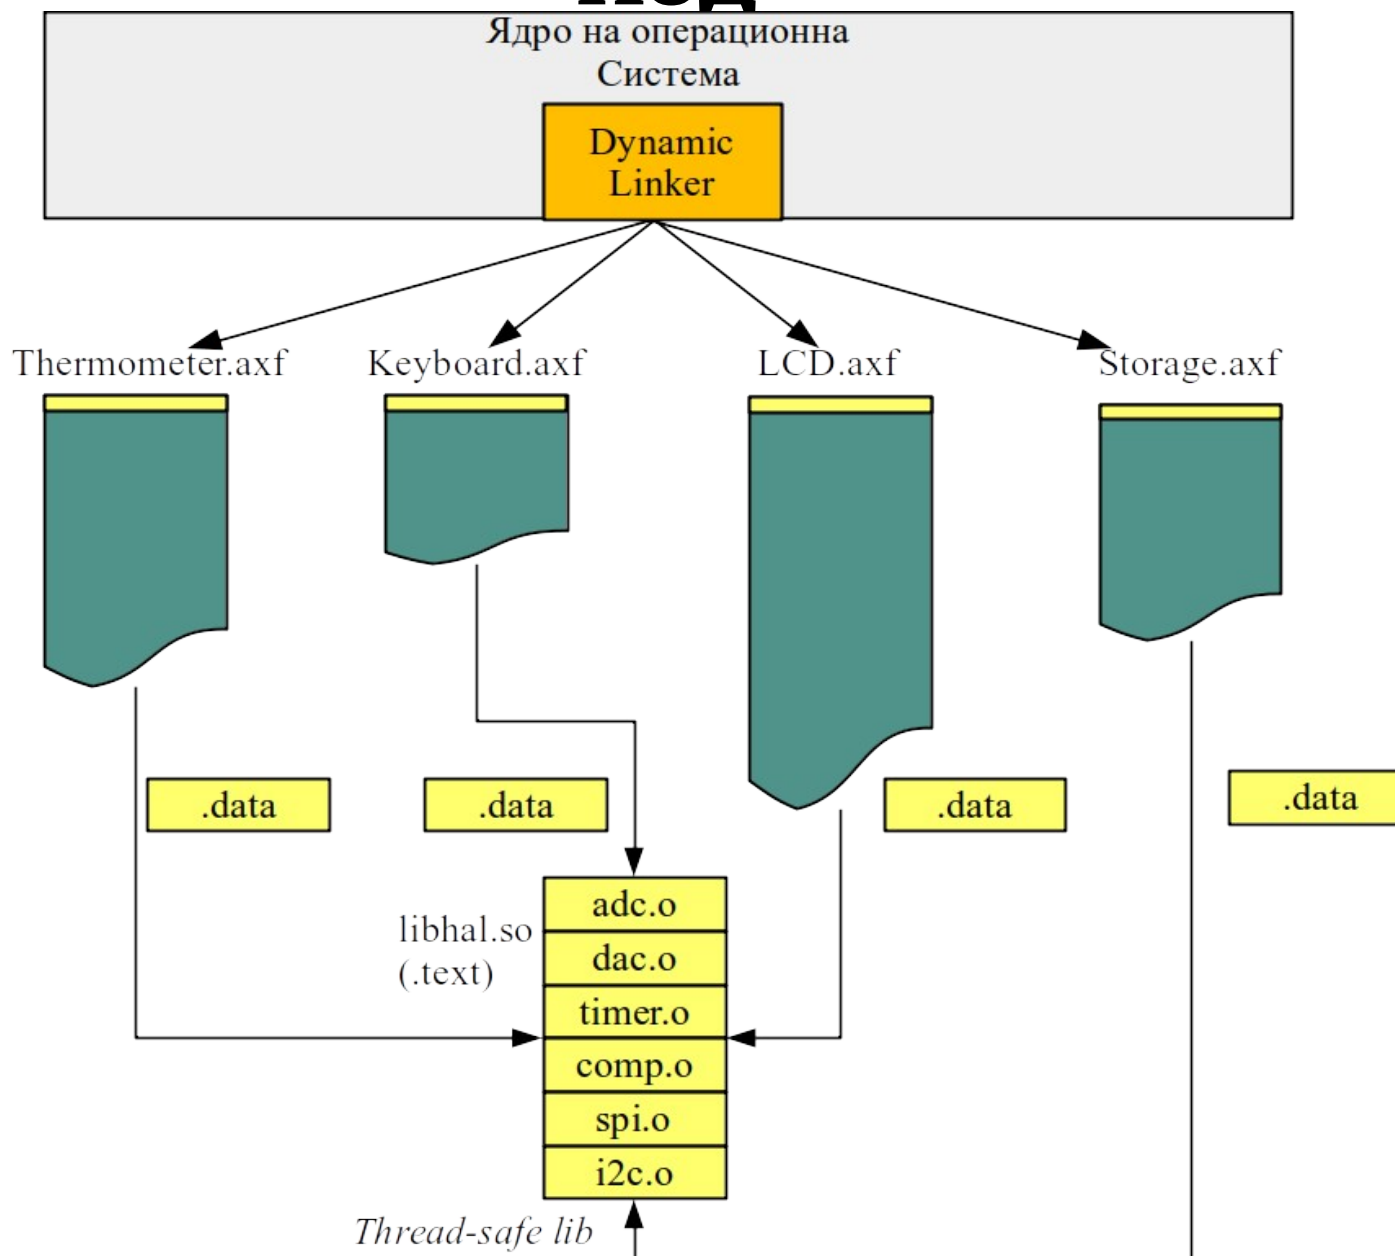 Ядро на операционна
Система
Dynamic
Linker
Thermometer.axf
Keyboard.axf
LCD.axf
Storage.axf
.data
.data
.data
.data
libhal.so
(.text)
adc.o
dac.o
timer.o
comp.o
spi.o
i2c.o
Thread-safe lib